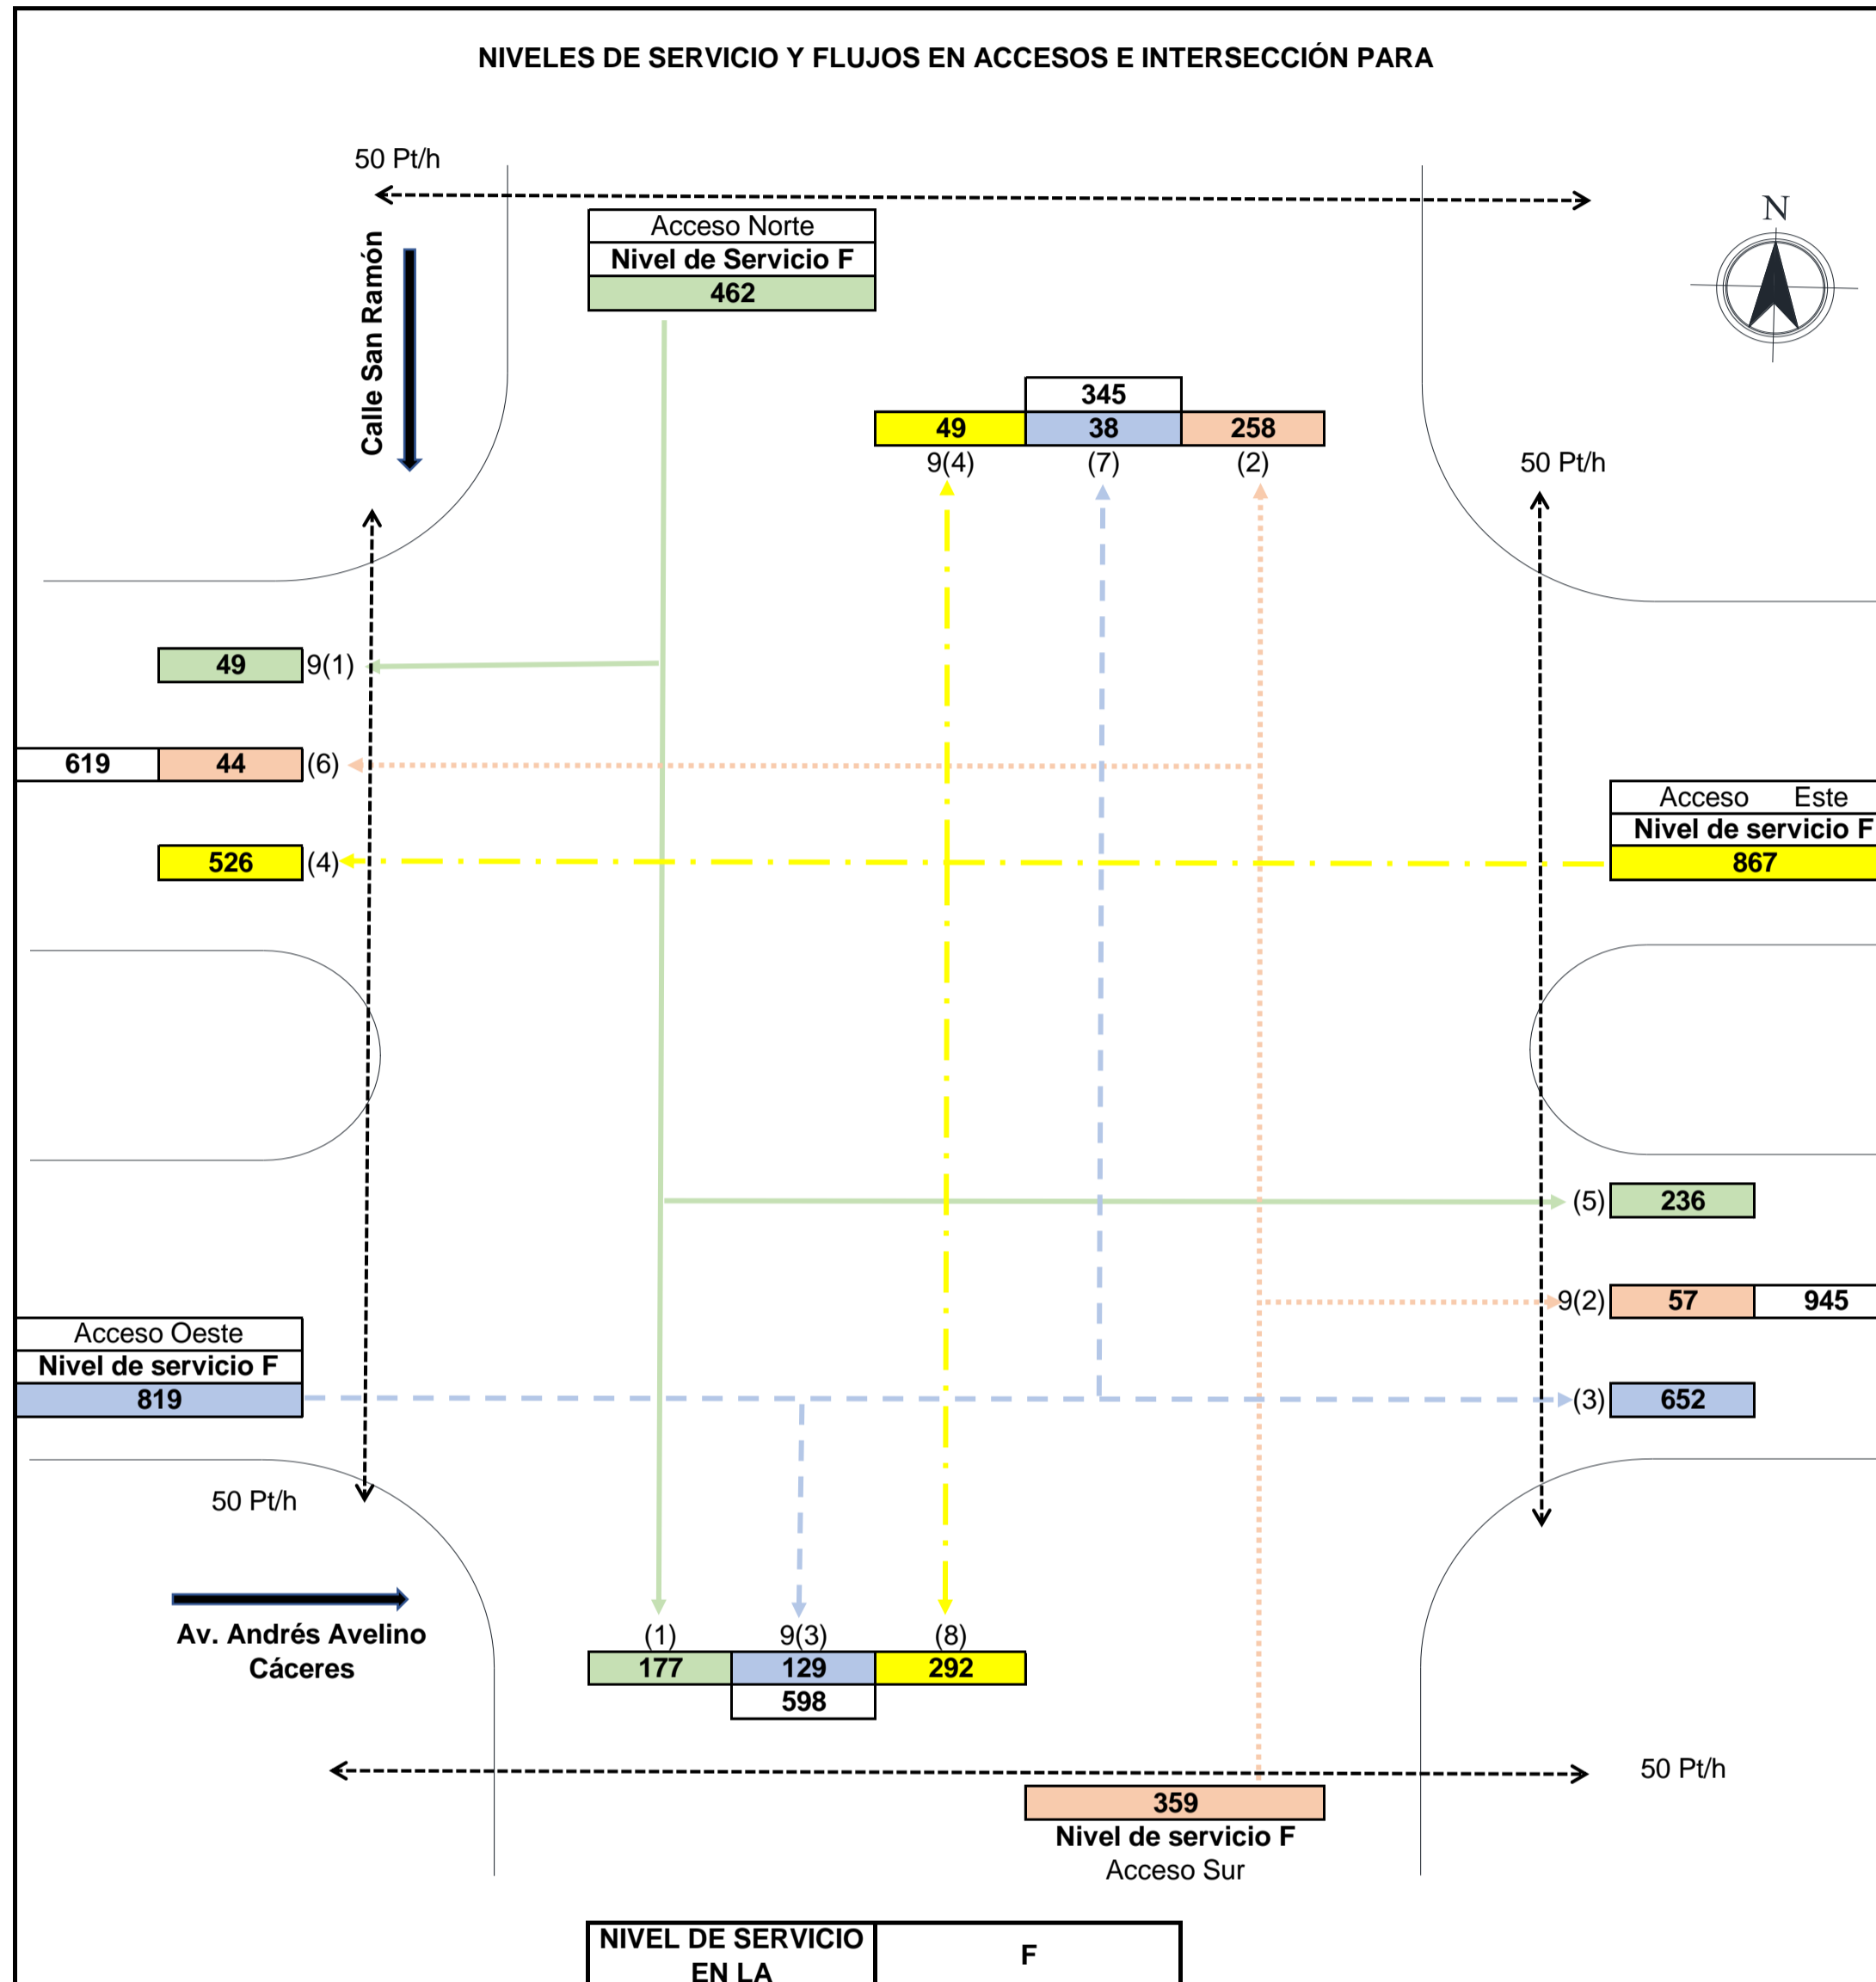 NIVELES DE SERVICIO Y FLUJOS EN ACCESOS E INTERSECCIÓN PARA
50 Pt/h
Acceso Norte
Nivel de Servicio F
462
Calle San Ramón
N
345
49 38 258
9(4) (7) (2)
50 Pt/h
49 9(1)
619 44 (6)
526 (4)
Acceso Este
Nivel de servicio F
867
(5) 236
9(2) 57 945
(3) 652
Acceso Oeste
Nivel de servicio F
819
50 Pt/h
Av. Andrés Avelino
Cáceres
(1) 9(3) (8)
177 129 292
598
50 Pt/h
359
Nivel de servicio F
Acceso Sur
NIVEL DE SERVICIO
EN LA
F